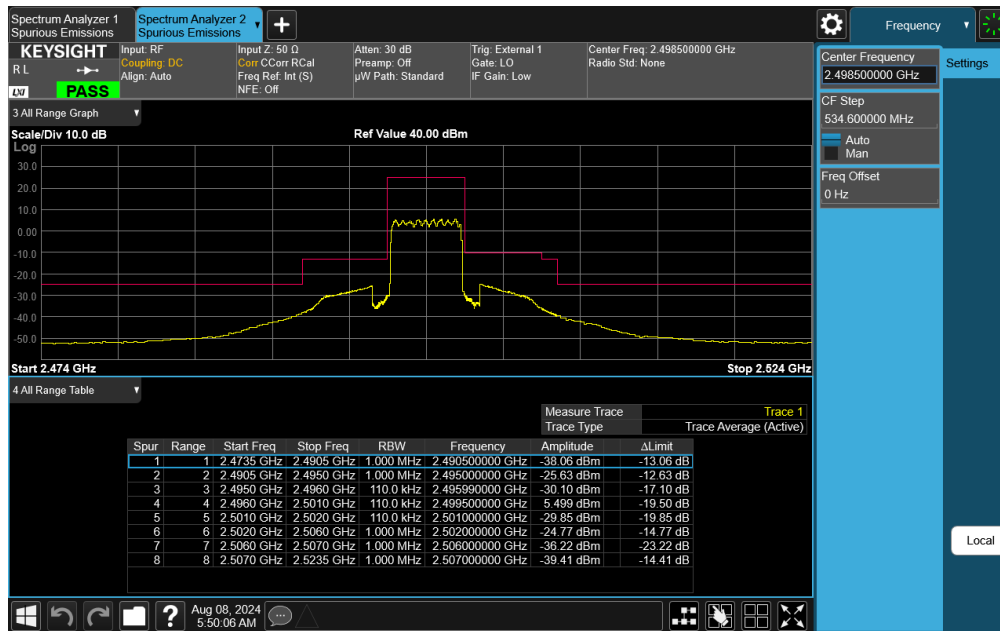 Spectrum Analyzer 1
Spurious Emissions
Spectrum Analyzer 2
Spurious Emissions
Frequency
KEYSIGHT
R L
LXI
PASS
Input: RF
Coupling: DC
Align: Auto
Input Z: 50 Ω
Corr CCorr RCal
Freq Ref: Int (S)
NFE: Off
Atten: 30 dB
Preamp: Off
µW Path: Standard
Trig: External 1
Gate: LO
IF Gain: Low
Center Freq: 2.498500000 GHz
Radio Std: None
Center Frequency
2.498500000 GHz
Settings
CF Step
534.600000 MHz
Auto
Man
Freq Offset
0 Hz
3 All Range Graph
Scale/Div 10.0 dB
Ref Value 40.00 dBm
Log
30.0
20.0
10.0
0.00
-10.0
-20.0
-30.0
-40.0
-50.0
Start 2.474 GHz
Stop 2.524 GHz
4 All Range Table
Measure Trace Trace 1
Trace Type Trace Average (Active)
Spur Range Start Freq Stop Freq RBW Frequency Amplitude ΔLimit
1 1 2.4735 GHz 2.4905 GHz 1.000 MHz 2.490500000 GHz -38.06 dBm -13.06 dB
2 2 2.4905 GHz 2.4950 GHz 1.000 MHz 2.495000000 GHz -25.63 dBm -12.63 dB
3 3 2.4950 GHz 2.4960 GHz 110.0 kHz 2.495990000 GHz -30.10 dBm -17.10 dB
4 4 2.4960 GHz 2.5010 GHz 110.0 kHz 2.499500000 GHz 5.499 dBm -19.50 dB
5 5 2.5010 GHz 2.5020 GHz 110.0 kHz 2.501000000 GHz -29.85 dBm -19.85 dB
6 6 2.5020 GHz 2.5060 GHz 1.000 MHz 2.502000000 GHz -24.77 dBm -14.77 dB
7 7 2.5060 GHz 2.5070 GHz 1.000 MHz 2.506000000 GHz -36.22 dBm -23.22 dB
8 8 2.5070 GHz 2.5235 GHz 1.000 MHz 2.507000000 GHz -39.41 dBm -14.41 dB
Local
?
Aug 08, 2024
5:50:06 AM